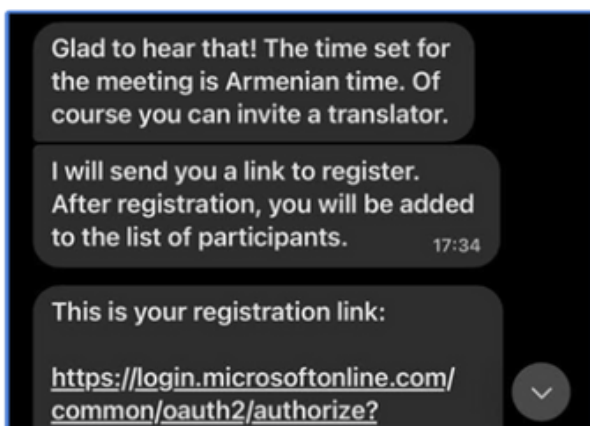 Glad to hear that! The time set for
the meeting is Armenian time. Of
course you can invite a translator.
I will send you a link to register.
After registration, you will be added
to the list of participants. 17:34
This is your registration link:
https://login.microsoftonline.com/
common/oauth2/authorize?